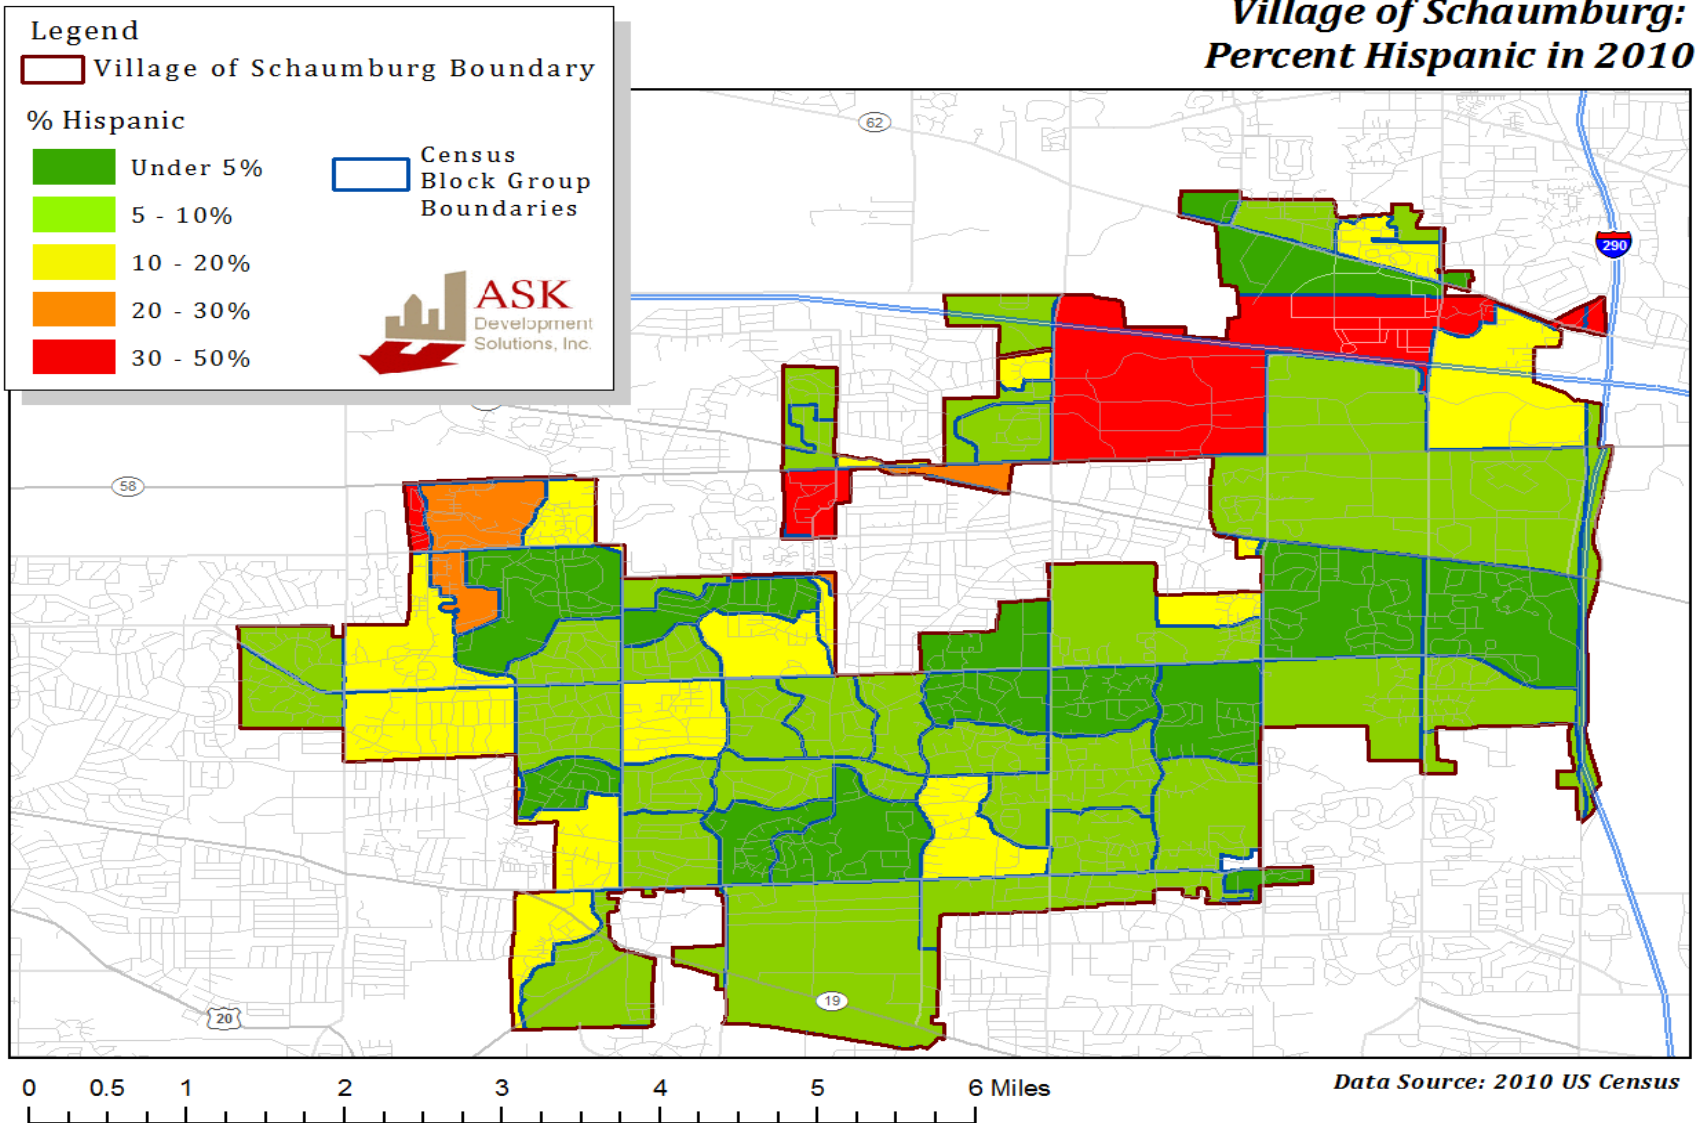 Village of Schaumburg:
Percent Hispanic in 2010
Legend
Village of Schaumburg Boundary
% Hispanic
Under 5%
5 - 10%
10 - 20%
20 - 30%
30 - 50%
Census
Block Group
Boundaries
ASK
Development
Solutions, Inc.
62
290
58
19
20
0 0.5 1 2 3 4 5 6 Miles
Data Source: 2010 US Census